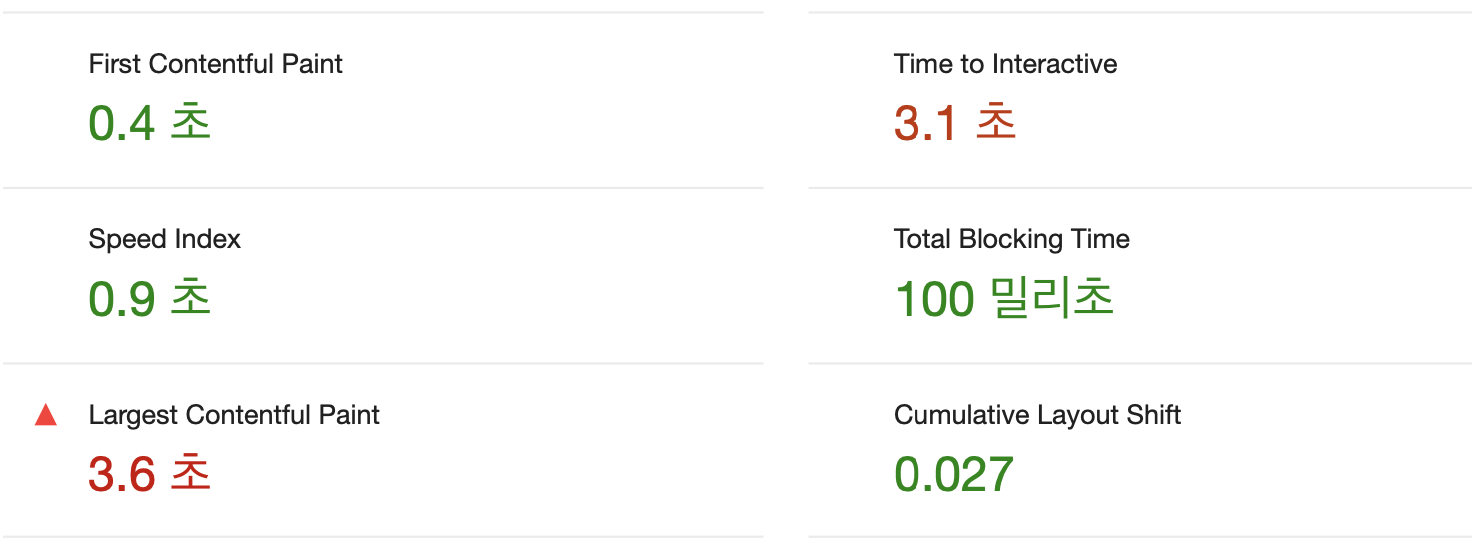 First Contentful Paint
0.4 초
Time to Interactive
3.1 초
Speed Index
0.9 초
Total Blocking Time
100 밀리초
Largest Contentful Paint
3.6 초
Cumulative Layout Shift
0.027